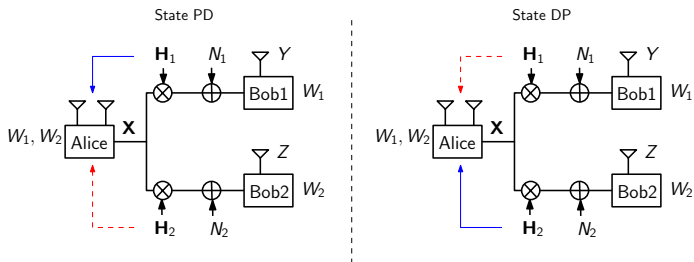 State PD
H1 N1 Y
Bob1 W1
W1, W2 Alice X
Z
Bob2 W2
H2 N2
State DP
H1 N1 Y
Bob1 W1
W1, W2 Alice X
Z
Bob2 W2
H2 N2